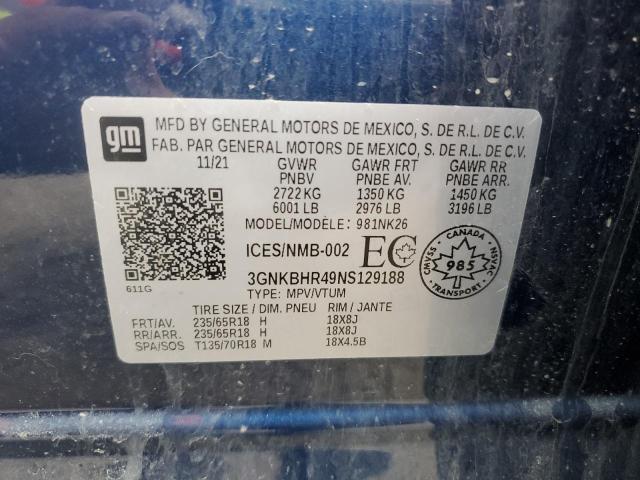 gm
MFD BY GENERAL MOTORS DE MEXICO, S. DE R.L. DE C.V.
FAB. PAR GENERAL MOTORS DE MEXICO, S. DE R.L. DE C.V.
11/21 GVWR GAWR FRT GAWR RR
PNBV PNBE AV. PNBE ARR.
2722 KG 1350 KG 1450 KG
6001 LB 2976 LB 3196 LB
MODEL/MODÈLE: 981NK26
ICES/NMB-002 EC
CANADA
CMVSS 985 NSVAC
TRANSPORT
3GNKBHR49NS129188
611G
TYPE: MPV/VTUM
TIRE SIZE / DIM. PNEU RIM / JANTE
FRT/AV. 235/65R18 H 18X8J
RR/ARR. 235/65R18 H 18X8J
SPA/SOS T135/70R18 M 18X4.5B